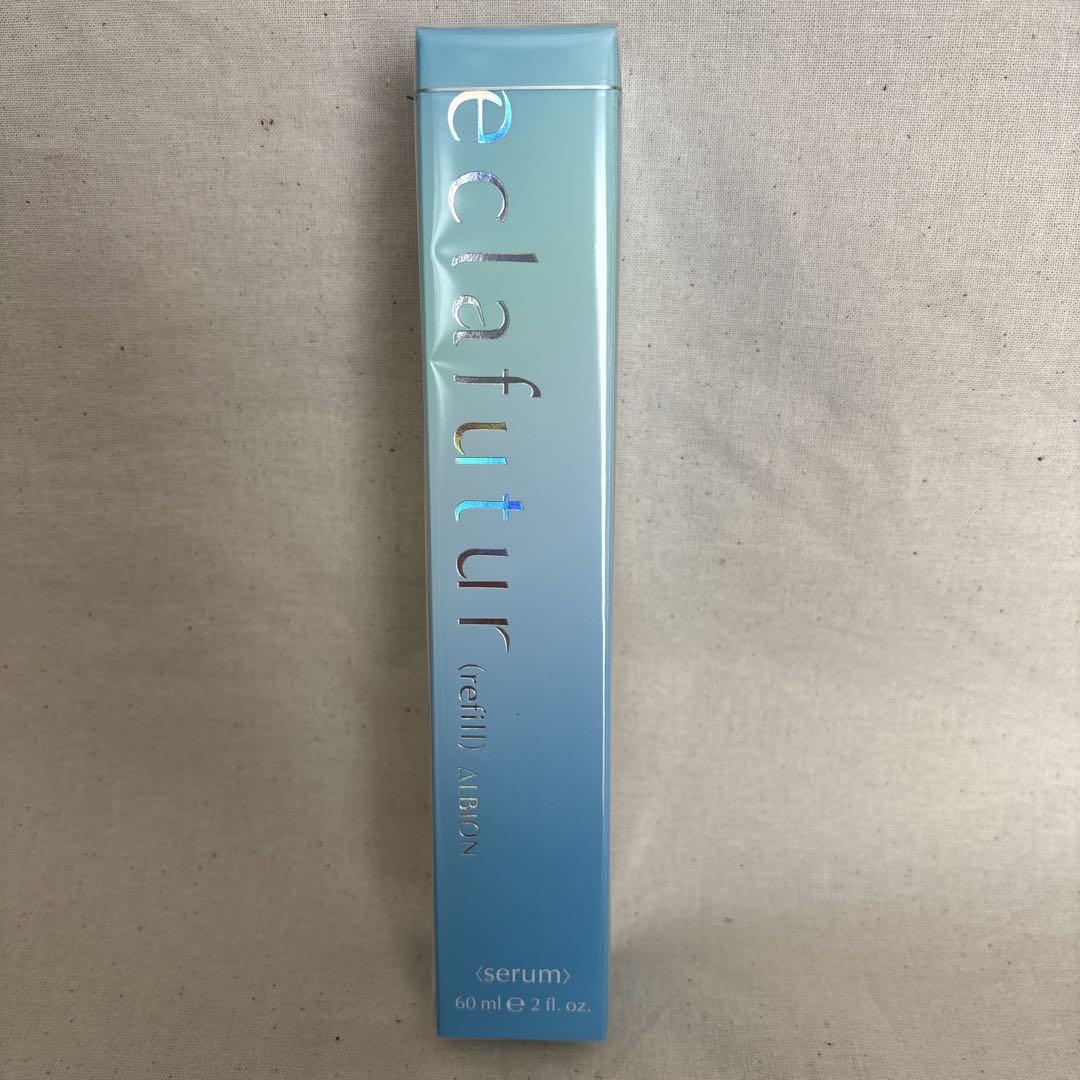 eclafutur (refill) ALBION
〈serum〉
60 ml ℮ 2 fl. oz.